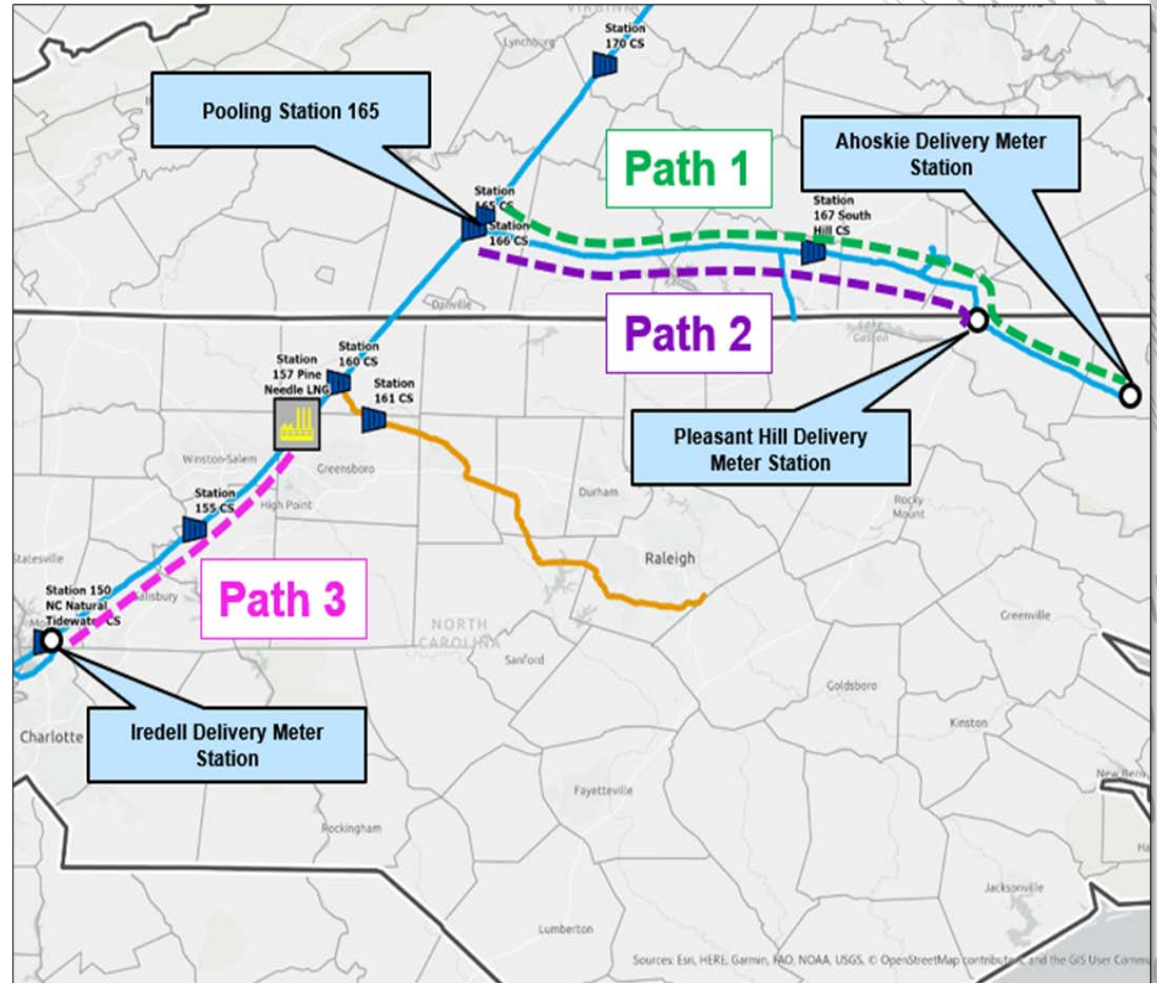 VIRGINIA
Lynchburg
Station
170 CS
Pooling Station 165
Path 1
Ahoskie Delivery Meter
Station
Station
165 CS
Station
166 CS
Station
167 South
Hill CS
Danville
Path 2
Lake
Gaston
Station
160 CS
Station
157 Pine
Needle LNG
Station
161 CS
Pleasant Hill Delivery
Meter Station
Winston-Salem
Greensboro
Durham
Rocky
Mount
Station
155 CS
High Point
Statesville
Raleigh
Path 3
Station 150
NC Natural
Tidewater CS
Salisbury
NORTH
CAROLINA
Greenville
Sanford
Goldsboro
Kinston
Charlotte
Iredell Delivery Meter
Station
New Bern
Fayetteville
Rockingham
Jacksonville
Lumberton
Sources: Esri, HERE, Garmin, FAO, NOAA, USGS, © OpenStreetMap contributors, and the GIS User Comm